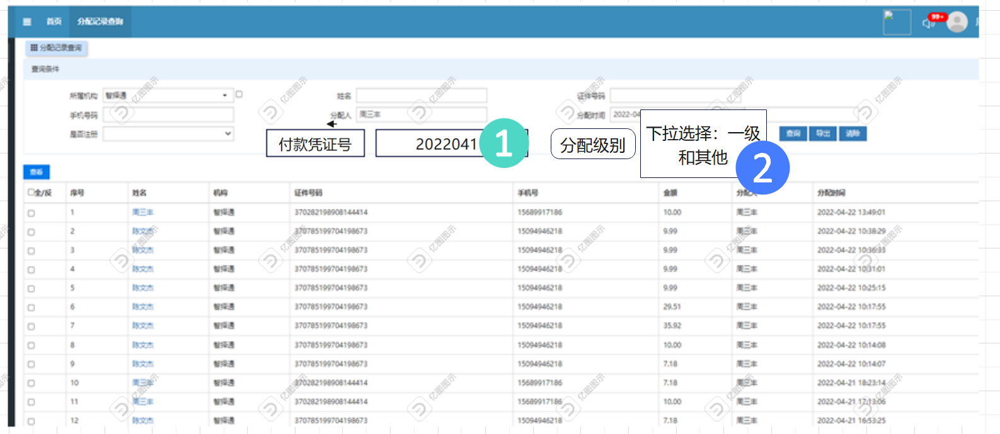 首页 分配记录查询 99+
分配记录查询
查询条件
所属机构 智择通 姓名 证件号码
手机号码 分配人 周三丰 分配时间 2022-04
是否注册
付款凭证号 2022041 1 分配级别 下拉选择：一级
和其他 2
查询 导出 清除
查看
全/反 序号 姓名 机构 证件号码 手机号 金额 分配人 分配时间
1 周三丰 智择通 370282198908144414 15689917186 10.00 周三丰 2022-04-22 13:49:01
2 陈文杰 智择通 370785199704198673 15094946218 9.99 周三丰 2022-04-22 10:38:29
3 陈文杰 智择通 370785199704198673 15094946218 9.99 周三丰 2022-04-22 10:36:33
4 陈文杰 智择通 370785199704198673 15094946218 9.99 周三丰 2022-04-22 10:31:01
5 陈文杰 智择通 370785199704198673 15094946218 9.99 周三丰 2022-04-22 10:25:15
6 陈文杰 智择通 370785199704198673 15094946218 29.51 周三丰 2022-04-22 10:17:55
7 陈文杰 智择通 370785199704198673 15094946218 35.92 周三丰 2022-04-22 10:17:55
8 陈文杰 智择通 370785199704198673 15094946218 10.00 周三丰 2022-04-22 10:14:08
9 陈文杰 智择通 370785199704198673 15094946218 7.18 周三丰 2022-04-22 10:14:07
10 周三丰 智择通 370282198908144414 15689917186 7.18 周三丰 2022-04-21 18:23:14
11 周三丰 智择通 370282198908144414 15689917186 10.00 周三丰 2022-04-21 17:13:06
12 陈文杰 智择通 370785199704198673 15094946218 7.18 周三丰 2022-04-21 16:53:25
亿图图示